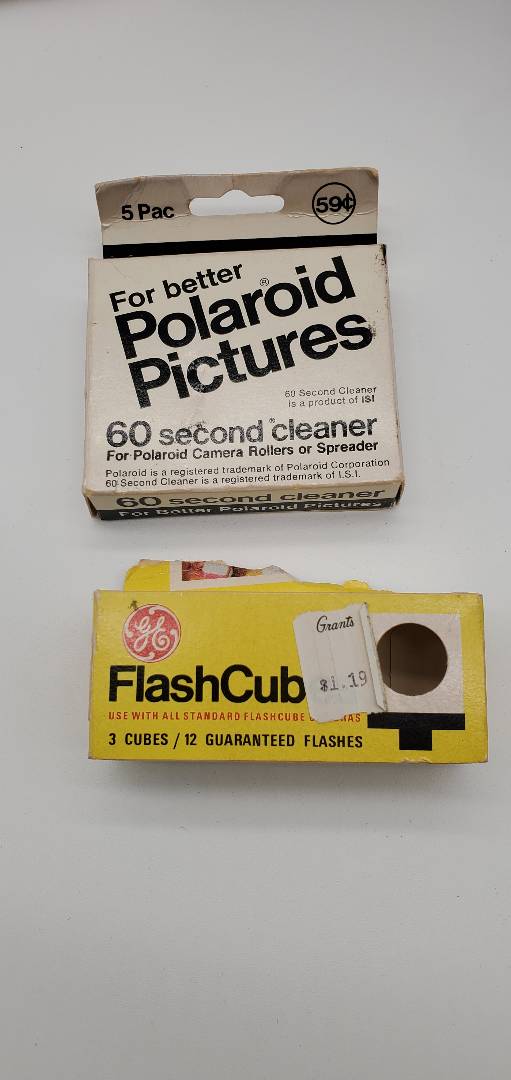 5 Pac 59¢
For better
Polaroid®
Pictures
60 Second Cleaner
is a product of ISI
60 second® cleaner
For Polaroid Camera Rollers or Spreader
Polaroid is a registered trademark of Polaroid Corporation
60 Second Cleaner is a registered trademark of I.S.I.
60 second cleaner
For Better Polaroid Pictures
GE
Grants
$1.19
FlashCub
USE WITH ALL STANDARD FLASHCUBE
3 CUBES / 12 GUARANTEED FLASHES